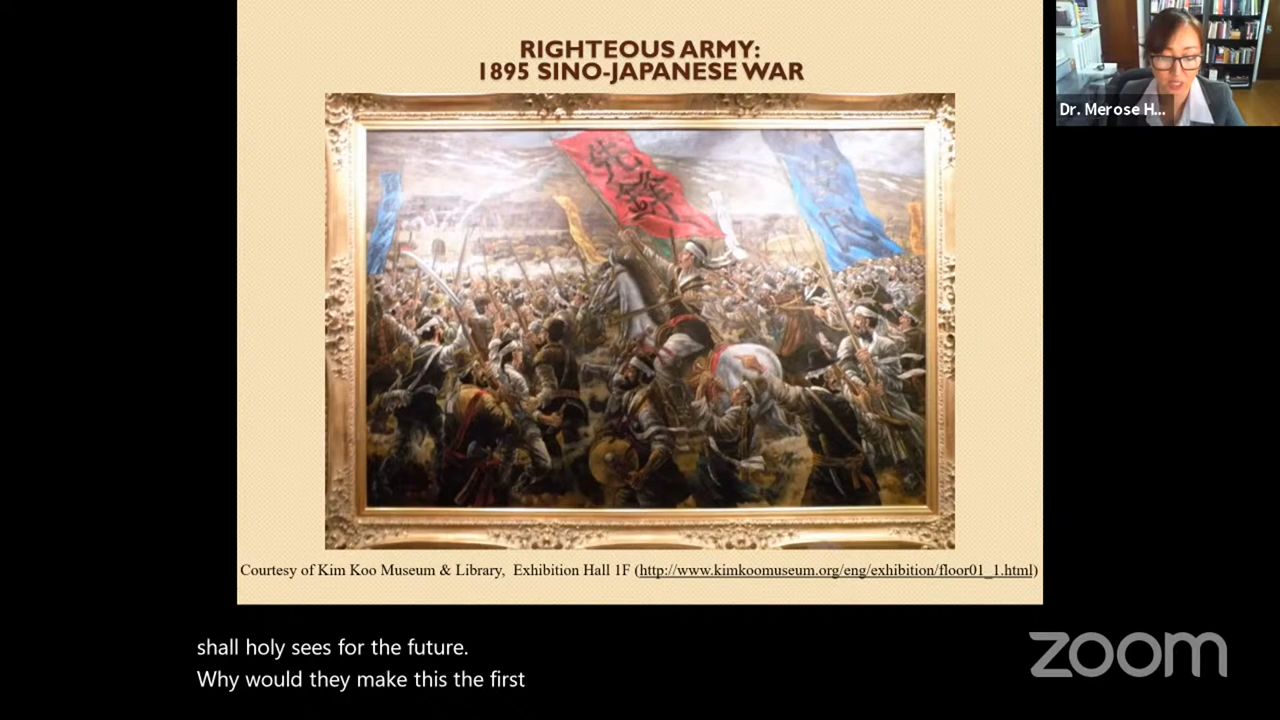 RIGHTEOUS ARMY:
1895 SINO-JAPANESE WAR
Dr. Merose H...
先
鋒
Courtesy of Kim Koo Museum & Library, Exhibition Hall 1F (http://www.kimkoomuseum.org/eng/exhibition/floor01_1.html)
shall holy sees for the future.
Why would they make this the first
zoom